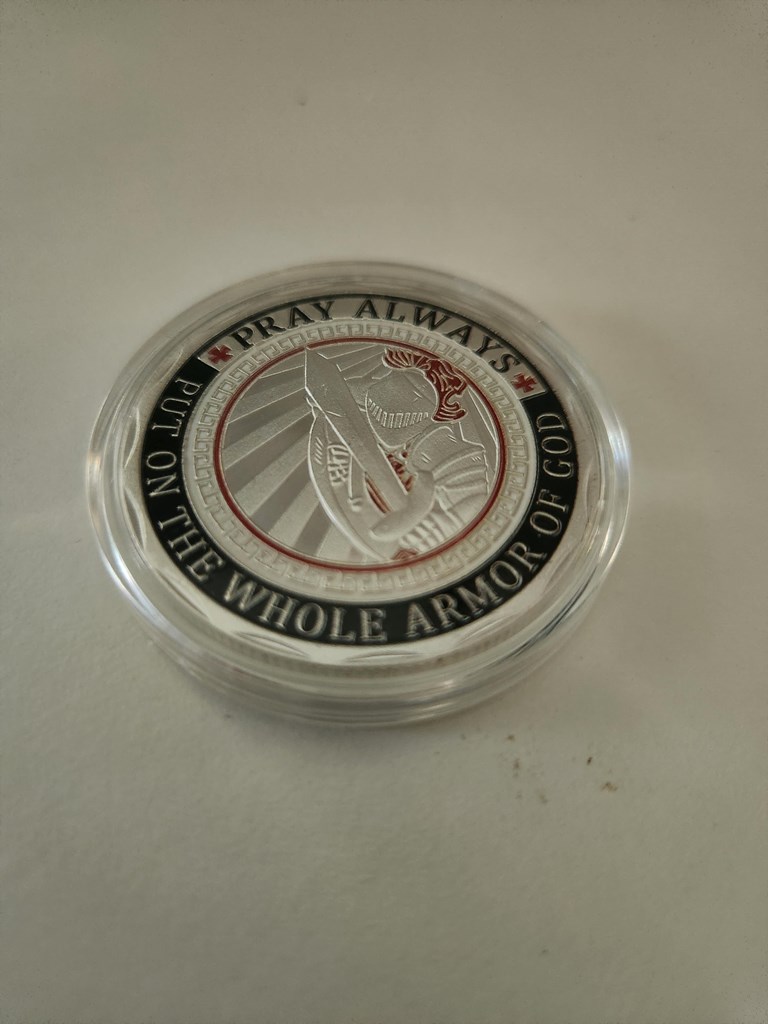 PRAY ALWAYS
PUT ON THE WHOLE ARMOR OF GOD